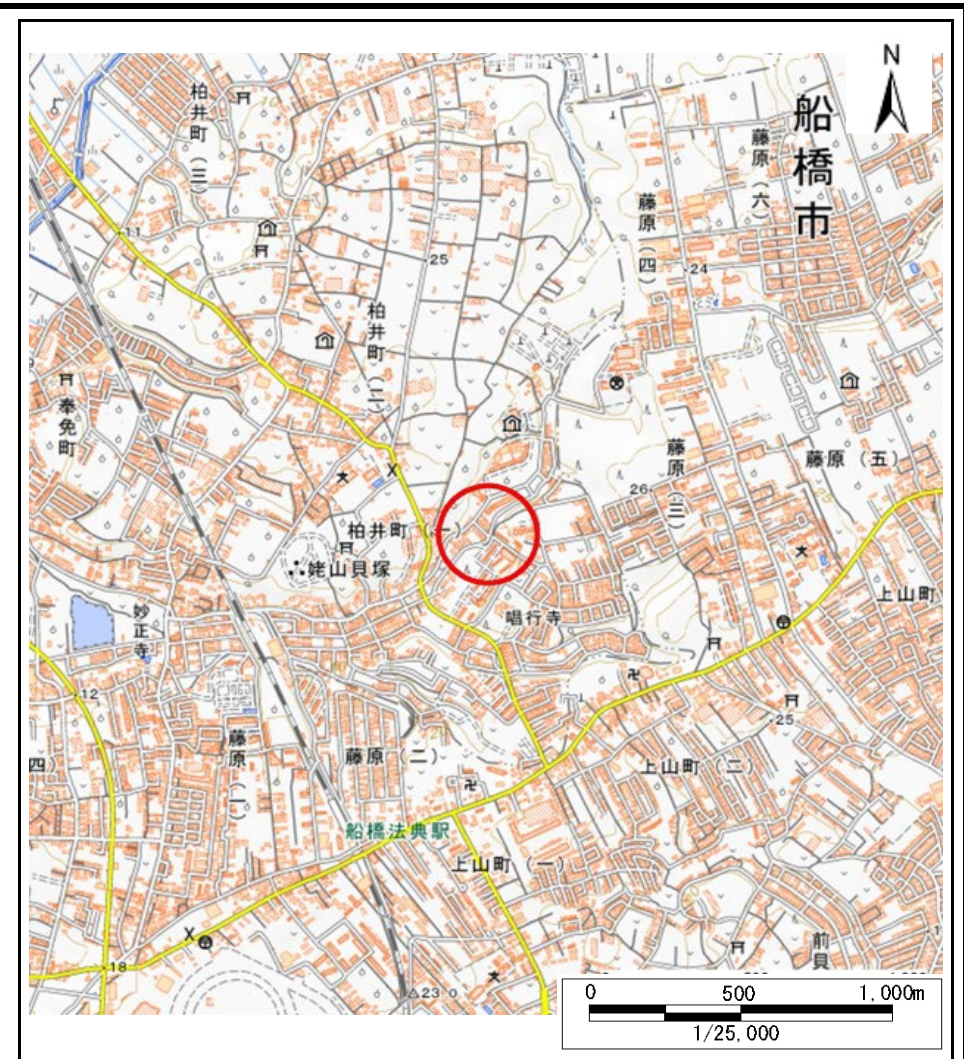 N
船橋市
柏井町(三)
10
藤原(六)
藤原(四)
11
25
24
柏井町(二)
奉免町
藤原(三)
藤原(五)
26
柏井町(一)
姥山貝塚
上山町
妙正寺
唱行寺
12
25
藤原(一)
藤原(二)
上山町(二)
四)
船橋法典駅
上山町(一)
前貝
18
23.0
0 500 1,000m
1/25,000